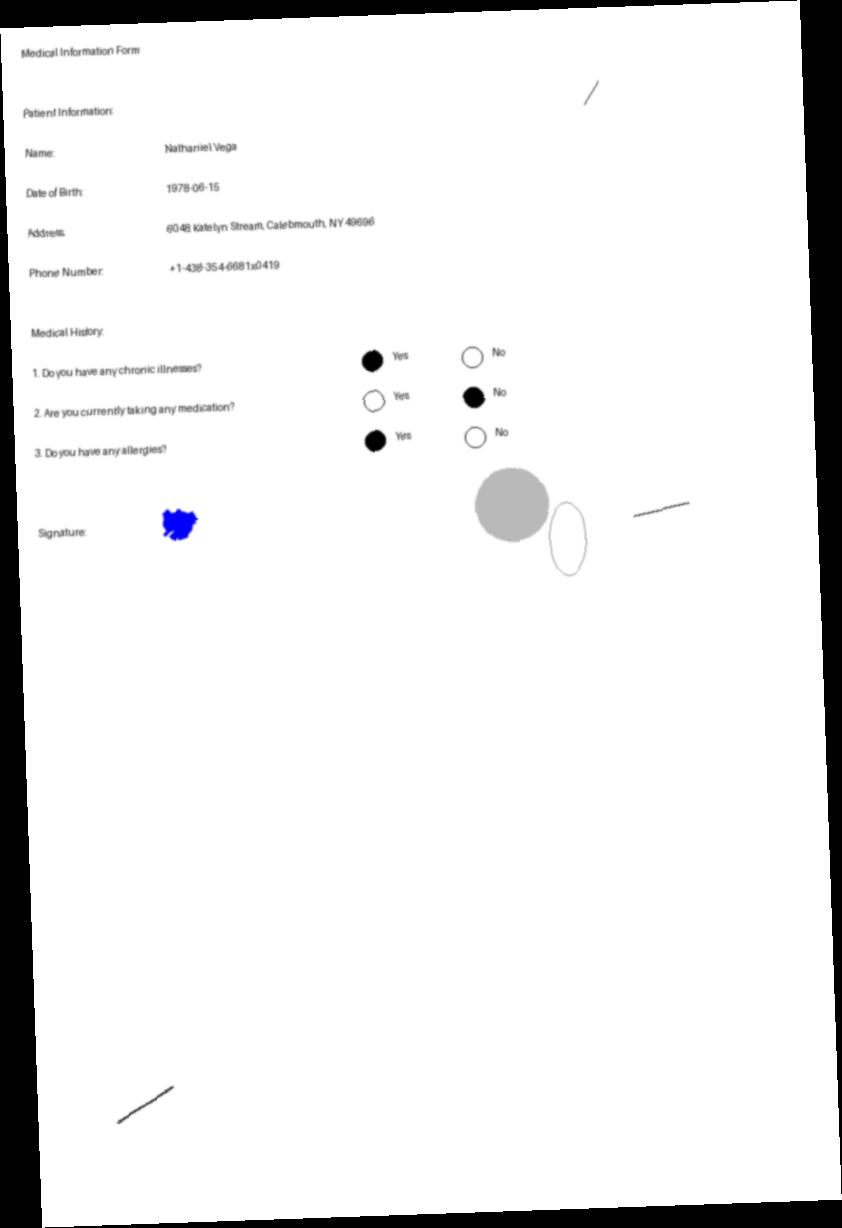 Medical Information Form
Patient Information:
Name: Nathaniel Vega
Date of Birth: 1978-06-15
Address: 6048 Katelyn Stream, Calebmouth, NY 49696
Phone Number: +1-438-354-6681x0419
Medical History:
1. Do you have any chronic illnesses? Yes No
2. Are you currently taking any medication? Yes No
3. Do you have any allergies? Yes No
Signature: